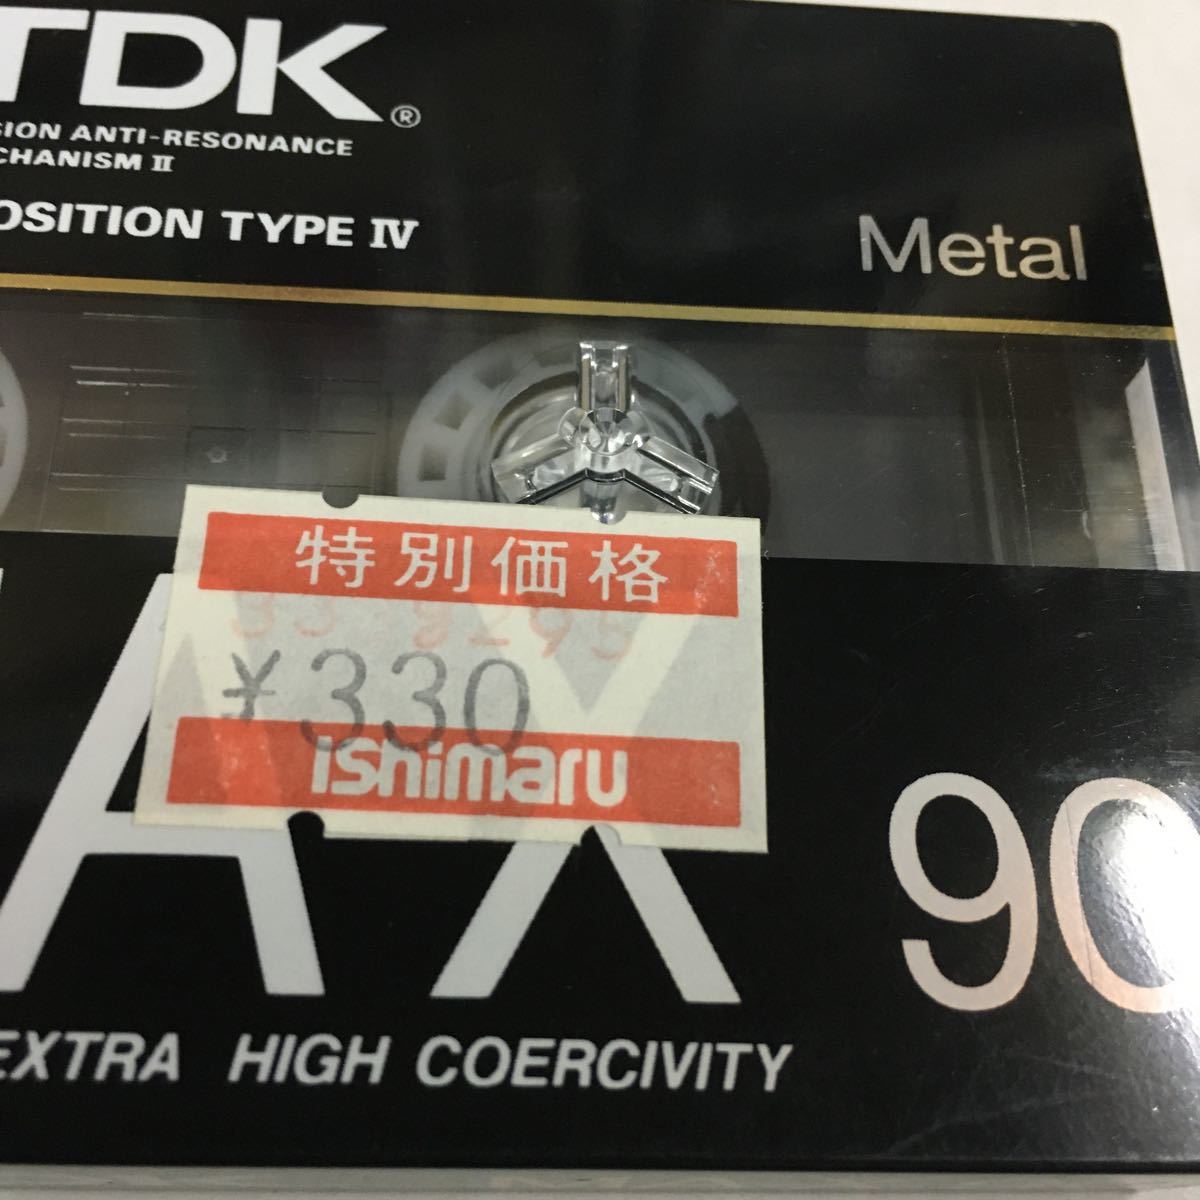 TDK®
SION ANTI-RESONANCE
CHANISM II
OSITION TYPE IV
Metal
特別価格
¥330
Ishimaru
AX
90
EXTRA HIGH COERCIVITY